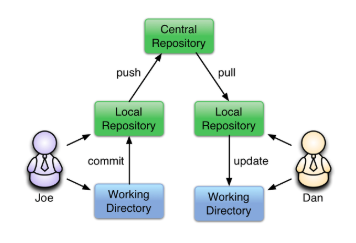 Central
Repository
push
pull
Local
Repository
Local
Repository
commit
update
Joe
Working
Directory
Working
Directory
Dan